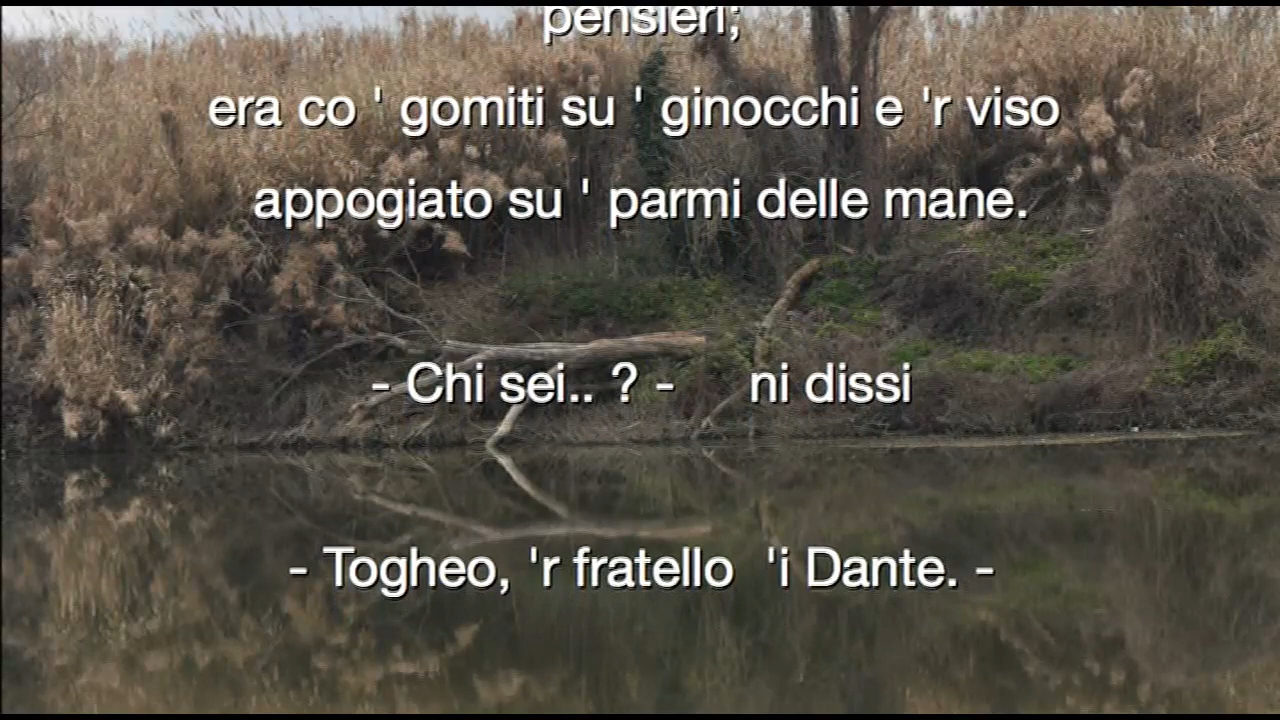 pensieri;
era co ' gomiti su ' ginocchi e 'r viso
appogiato su ' parmi delle mane.
- Chi sei.. ? - ni dissi
- Togheo, 'r fratello 'i Dante. -